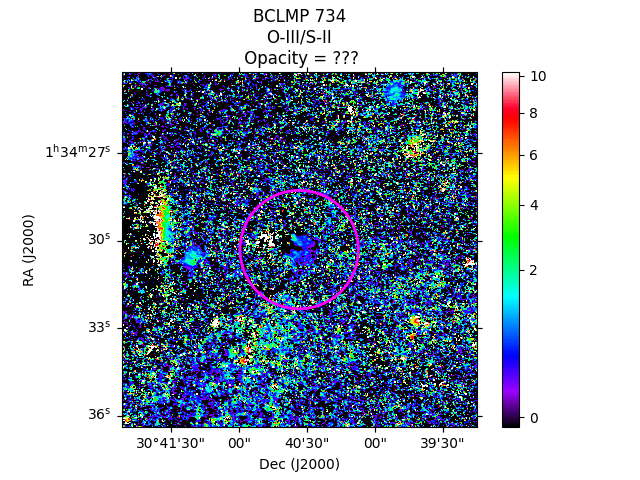 BCLMP 734
O-III/S-II
Opacity = ???
10
8
6
4
2
0
1ʰ34ᵐ27ˢ
30ˢ
33ˢ
36ˢ
RA (J2000)
30°41'30" 00" 40'30" 00" 39'30"
Dec (J2000)